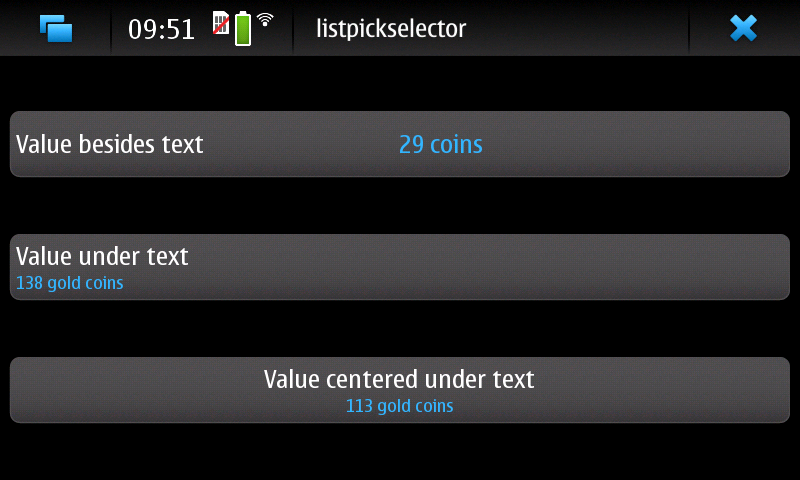 09:51
listpickselector
Value besides text
29 coins
Value under text
138 gold coins
Value centered under text
113 gold coins